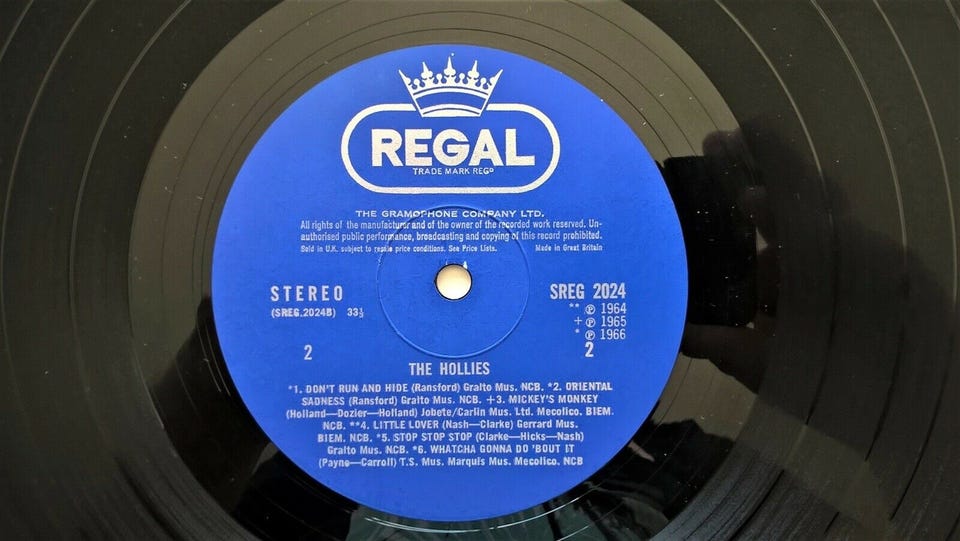 REGAL
TRADE MARK REGD
THE GRAMOPHONE COMPANY LTD.
All rights of the manufacturer and of the owner of the recorded work reserved. Un-
authorised public performance, broadcasting and copying of this record prohibited.
Sold in U.K. subject to resale price conditions. See Price Lists. Made in Great Britain
STEREO
(SREG.2024B) 33⅓
2
SREG 2024
** ℗ 1964
+ ℗ 1965
* ℗ 1966
2
THE HOLLIES
*1. DON'T RUN AND HIDE (Ransford) Gralto Mus. NCB. *2. ORIENTAL
SADNESS (Ransford) Gralto Mus. NCB. +3. MICKEY'S MONKEY
(Holland—Dozier—Holland) Jobete/Carlin Mus. Ltd. Mecolico. BIEM.
NCB. **4. LITTLE LOVER (Nash—Clarke) Gerrard Mus.
BIEM. NCB. *5. STOP STOP STOP (Clarke—Hicks—Nash)
Gralto Mus. NCB. *6. WHATCHA GONNA DO 'BOUT IT
(Payne—Carroll) T.S. Mus. Marquis Mus. Mecolico. NCB